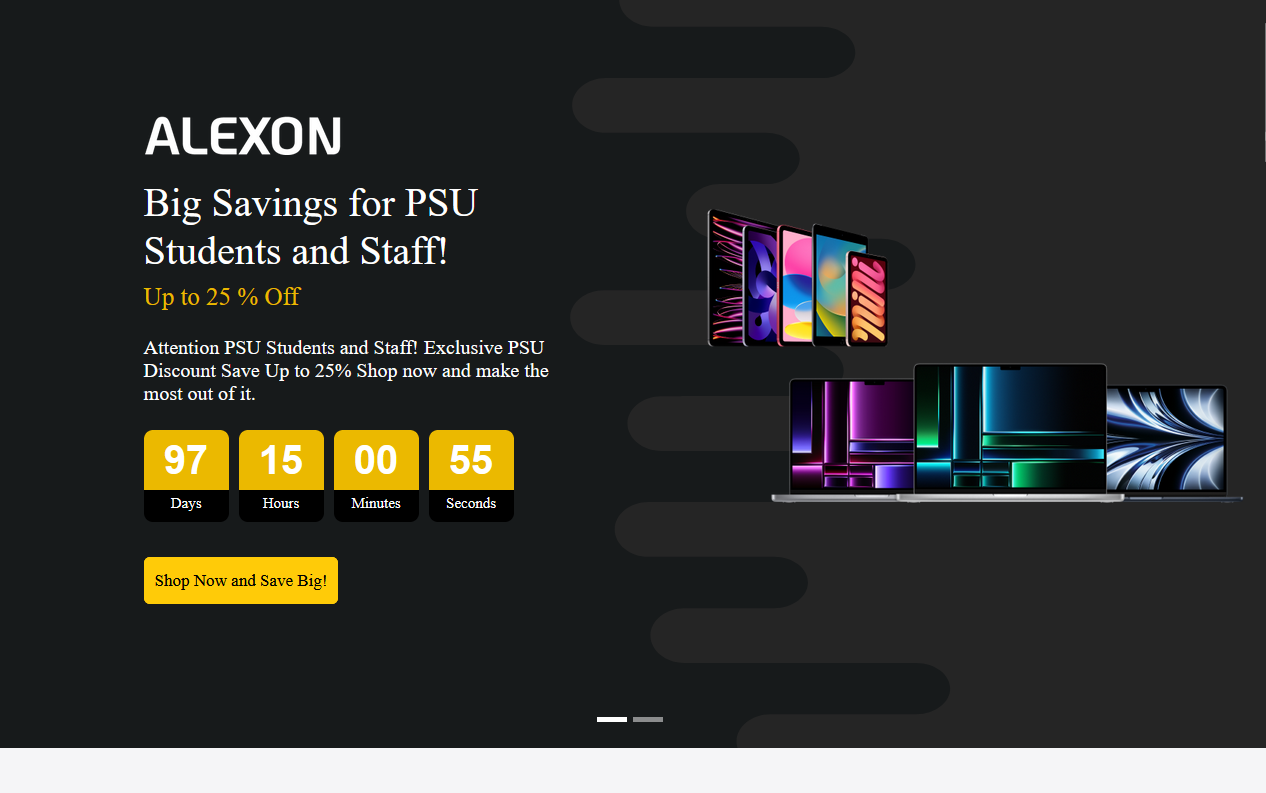 ALEXON
Big Savings for PSU
Students and Staff!
Up to 25 % Off
Attention PSU Students and Staff! Exclusive PSU
Discount Save Up to 25% Shop now and make the
most out of it.
97 15 00 55
Days Hours Minutes Seconds
Shop Now and Save Big!